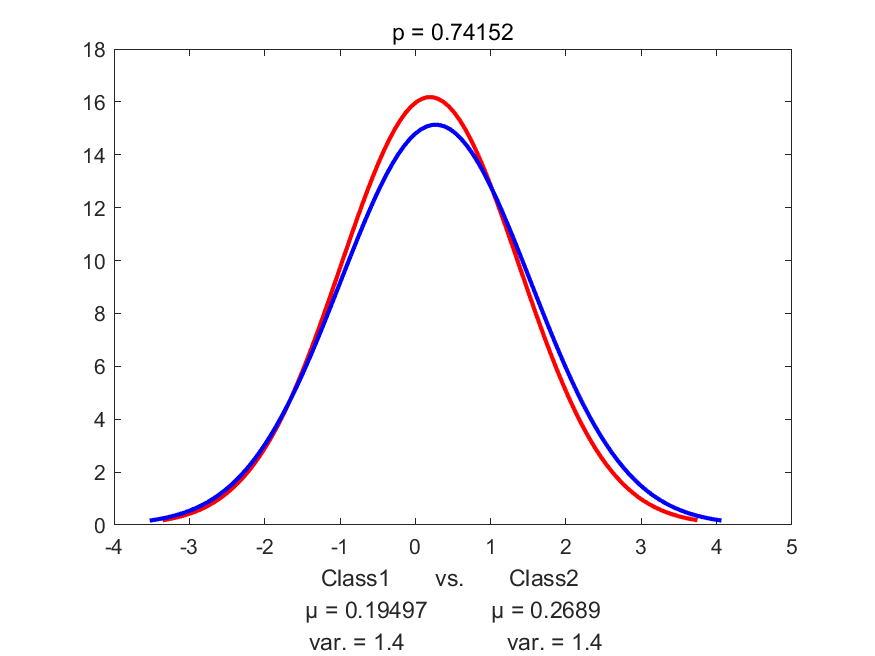 p = 0.74152
18
16
14
12
10
8
6
4
2
0
-4 -3 -2 -1 0 1 2 3 4 5
Class1 vs. Class2
μ = 0.19497 μ = 0.2689
var. = 1.4 var. = 1.4